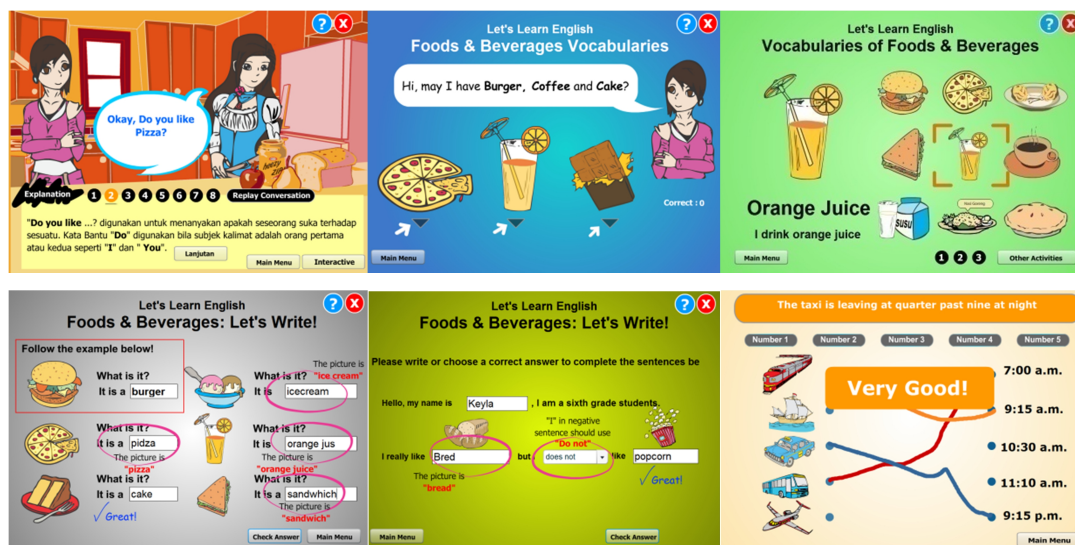 ? X
Okay, Do you like
Pizza?
Explanation 1 2 3 4 5 6 7 8 Replay Conversation
"Do you like ...? digunakan untuk menanyakan apakah seseorang suka terhadap
sesuatu. Kata Bantu "Do" digunakan bila subjek kalimat adalah orang pertama
atau kedua seperti "I" dan " You".
Lanjutan
Main Menu Interactive
? X
Let's Learn English
Foods & Beverages Vocabularies
Hi, may I have Burger, Coffee and Cake?
Correct : 0
Main Menu
? X
Let's Learn English
Vocabularies of Foods & Beverages
Orange Juice
I drink orange juice
SUSU
Main Menu
1 2 3
Other Activities
? X
Let's Learn English
Foods & Beverages: Let's Write!
Follow the example below!
What is it?
It is a burger
The picture is
What is it? "ice cream"
It is icecream
What is it?
It is a pidza
The picture is
"pizza"
What is it?
It is orange jus
The picture is
"orange juice"
What is it?
It is a cake
Great!
What is it?
It is a sandwhich
The picture is
"sandwich"
Check Answer Main Menu
? X
Let's Learn English
Foods & Beverages: Let's Write!
Please write or choose a correct answer to complete the sentences be
Hello, my name is Keyla , I am a sixth grade students.
"I" in negative
sentence should use
"Do not"
I really like Bred but does not like popcorn
The picture is
"bread"
Great!
Main Menu
Check Answer
The taxi is leaving at quarter past nine at night
Number 1 Number 2 Number 3 Number 4 Number 5
Very Good!
7:00 a.m.
9:15 a.m.
10:30 a.m.
11:10 a.m.
9:15 p.m.
Main Menu